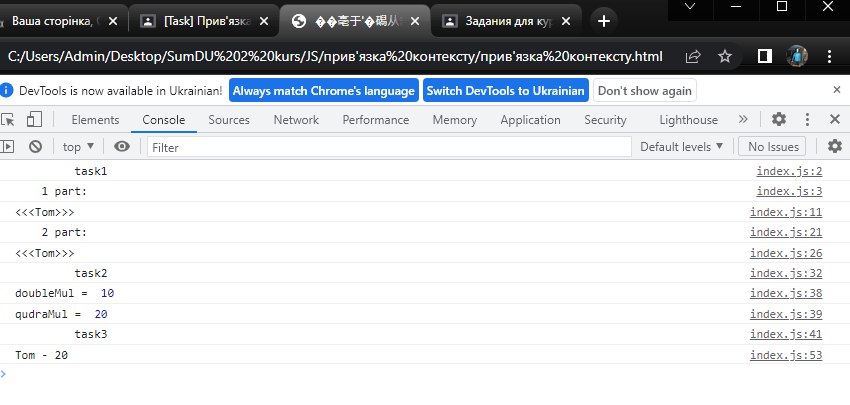 Ваша сторінка,
[Task] Прив'язка
Задания для кур
C:/Users/Admin/Desktop/SumDU%202%20kurs/JS/прив'язка%20контексту/прив'язка%20контексту.html
DevTools is now available in Ukrainian! Always match Chrome's language Switch DevTools to Ukrainian Don't show again
Elements Console Sources Network Performance Memory Application Security Lighthouse
top Filter Default levels No Issues
task1 index.js:2
1 part: index.js:3
<<<Tom>>> index.js:11
2 part: index.js:21
<<<Tom>>> index.js:26
task2 index.js:32
doubleMul = 10 index.js:38
qudraMul = 20 index.js:39
task3 index.js:41
Tom - 20 index.js:53